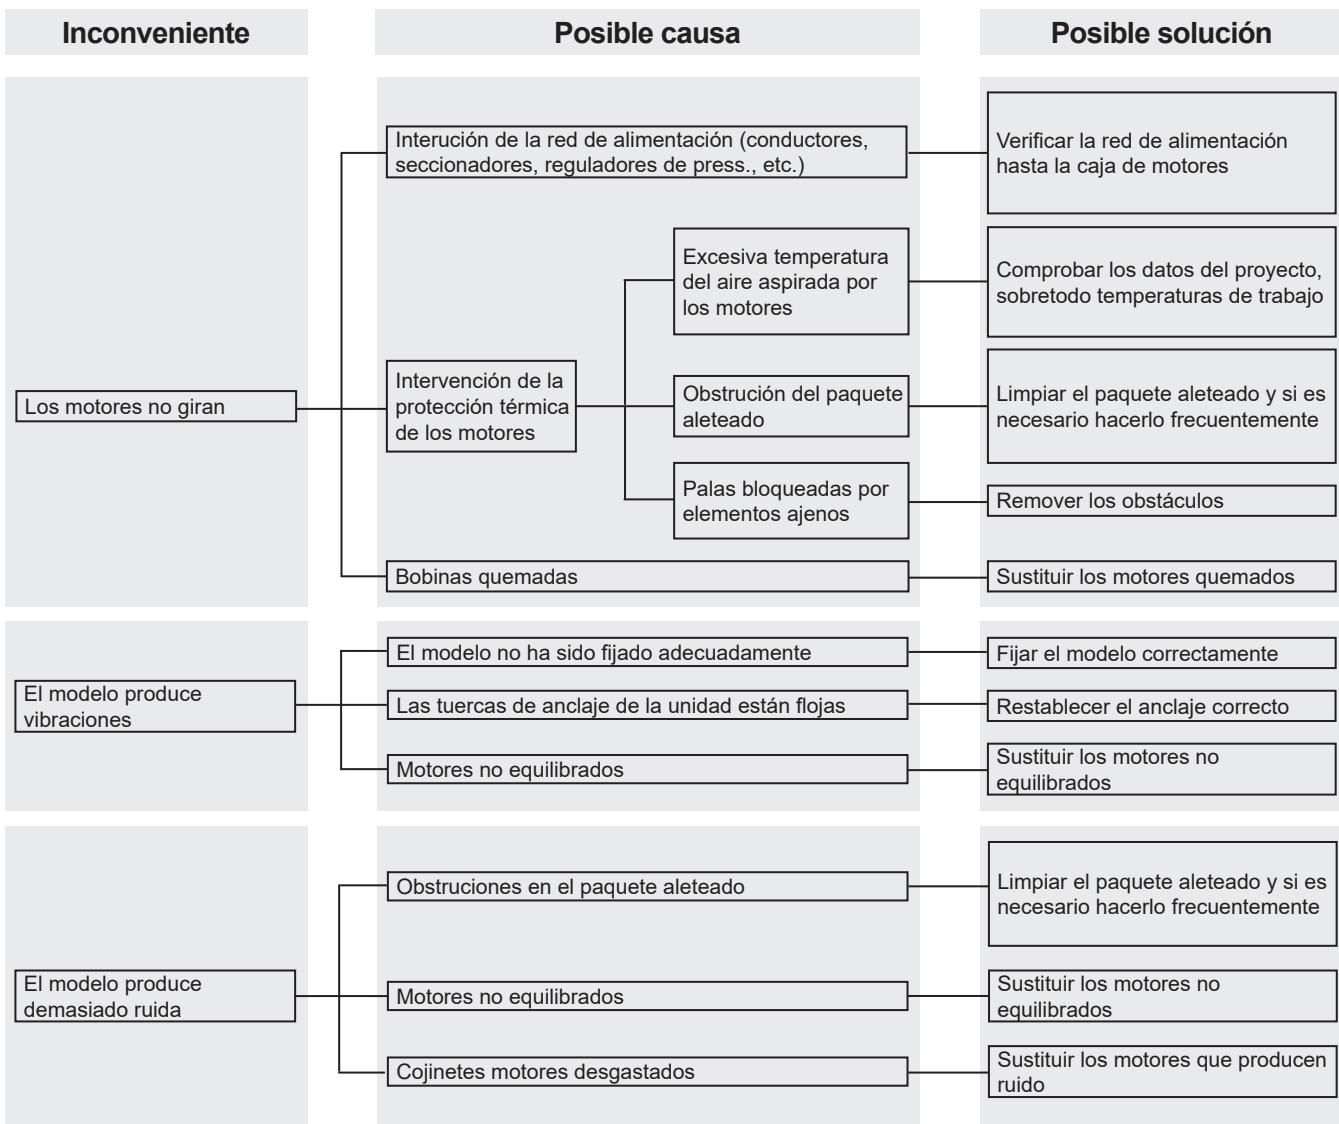 Inconveniente
Posible causa
Posible solución
Los motores no giran
Interución de la red de alimentación (conductores,
seccionadores, reguladores de press., etc.)
Verificar la red de alimentación
hasta la caja de motores
Intervención de la
protección térmica
de los motores
Excesiva temperatura
del aire aspirada por
los motores
Comprobar los datos del proyecto,
sobretodo temperaturas de trabajo
Obstrución del paquete
aleteado
Limpiar el paquete aleteado y si es
necesario hacerlo frecuentemente
Palas bloqueadas por
elementos ajenos
Remover los obstáculos
Bobinas quemadas
Sustituir los motores quemados
El modelo produce
vibraciones
El modelo no ha sido fijado adecuadamente
Fijar el modelo correctamente
Las tuercas de anclaje de la unidad están flojas
Restablecer el anclaje correcto
Motores no equilibrados
Sustituir los motores no
equilibrados
El modelo produce
demasiado ruida
Obstruciones en el paquete aleteado
Limpiar el paquete aleteado y si es
necesario hacerlo frecuentemente
Motores no equilibrados
Sustituir los motores no
equilibrados
Cojinetes motores desgastados
Sustituir los motores que producen
ruido